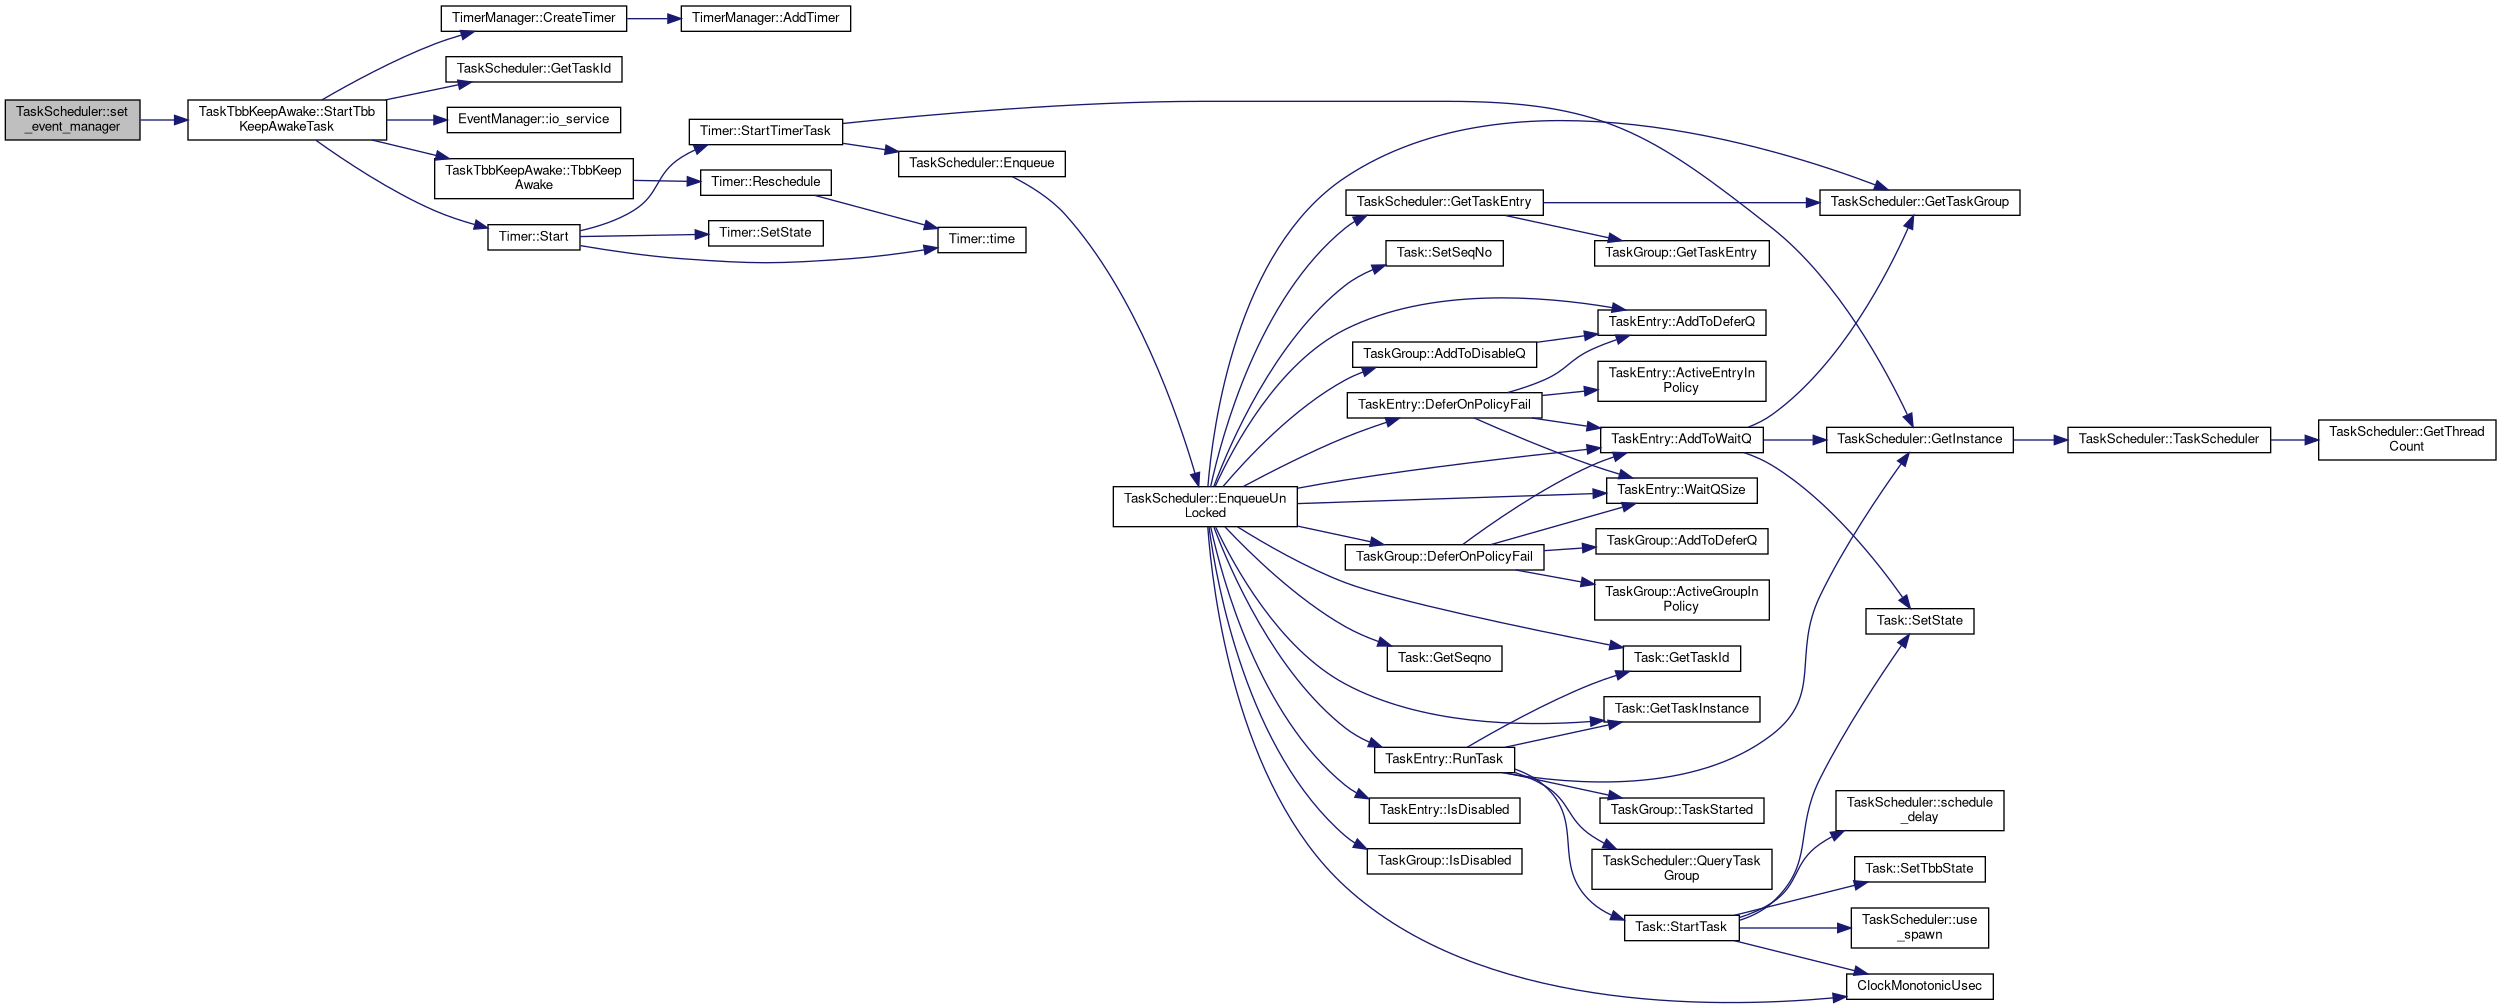 TaskScheduler::set
_event_manager
TaskTbbKeepAwake::StartTbb
KeepAwakeTask
TimerManager::CreateTimer
TimerManager::AddTimer
TaskScheduler::GetTaskId
EventManager::io_service
TaskTbbKeepAwake::TbbKeep
Awake
Timer::Start
Timer::StartTimerTask
Timer::Reschedule
Timer::SetState
TaskScheduler::Enqueue
Timer::time
TaskScheduler::EnqueueUn
Locked
TaskScheduler::GetTaskEntry
Task::SetSeqNo
TaskGroup::AddToDisableQ
TaskEntry::DeferOnPolicyFail
TaskGroup::DeferOnPolicyFail
Task::GetSeqno
TaskEntry::RunTask
TaskEntry::IsDisabled
TaskGroup::IsDisabled
TaskGroup::GetTaskEntry
TaskEntry::AddToDeferQ
TaskEntry::ActiveEntryIn
Policy
TaskEntry::AddToWaitQ
TaskEntry::WaitQSize
TaskGroup::AddToDeferQ
TaskGroup::ActiveGroupIn
Policy
Task::GetTaskId
Task::GetTaskInstance
TaskGroup::TaskStarted
TaskScheduler::QueryTask
Group
Task::StartTask
TaskScheduler::GetTaskGroup
TaskScheduler::GetInstance
Task::SetState
TaskScheduler::schedule
_delay
Task::SetTbbState
TaskScheduler::use
_spawn
ClockMonotonicUsec
TaskScheduler::TaskScheduler
TaskScheduler::GetThread
Count